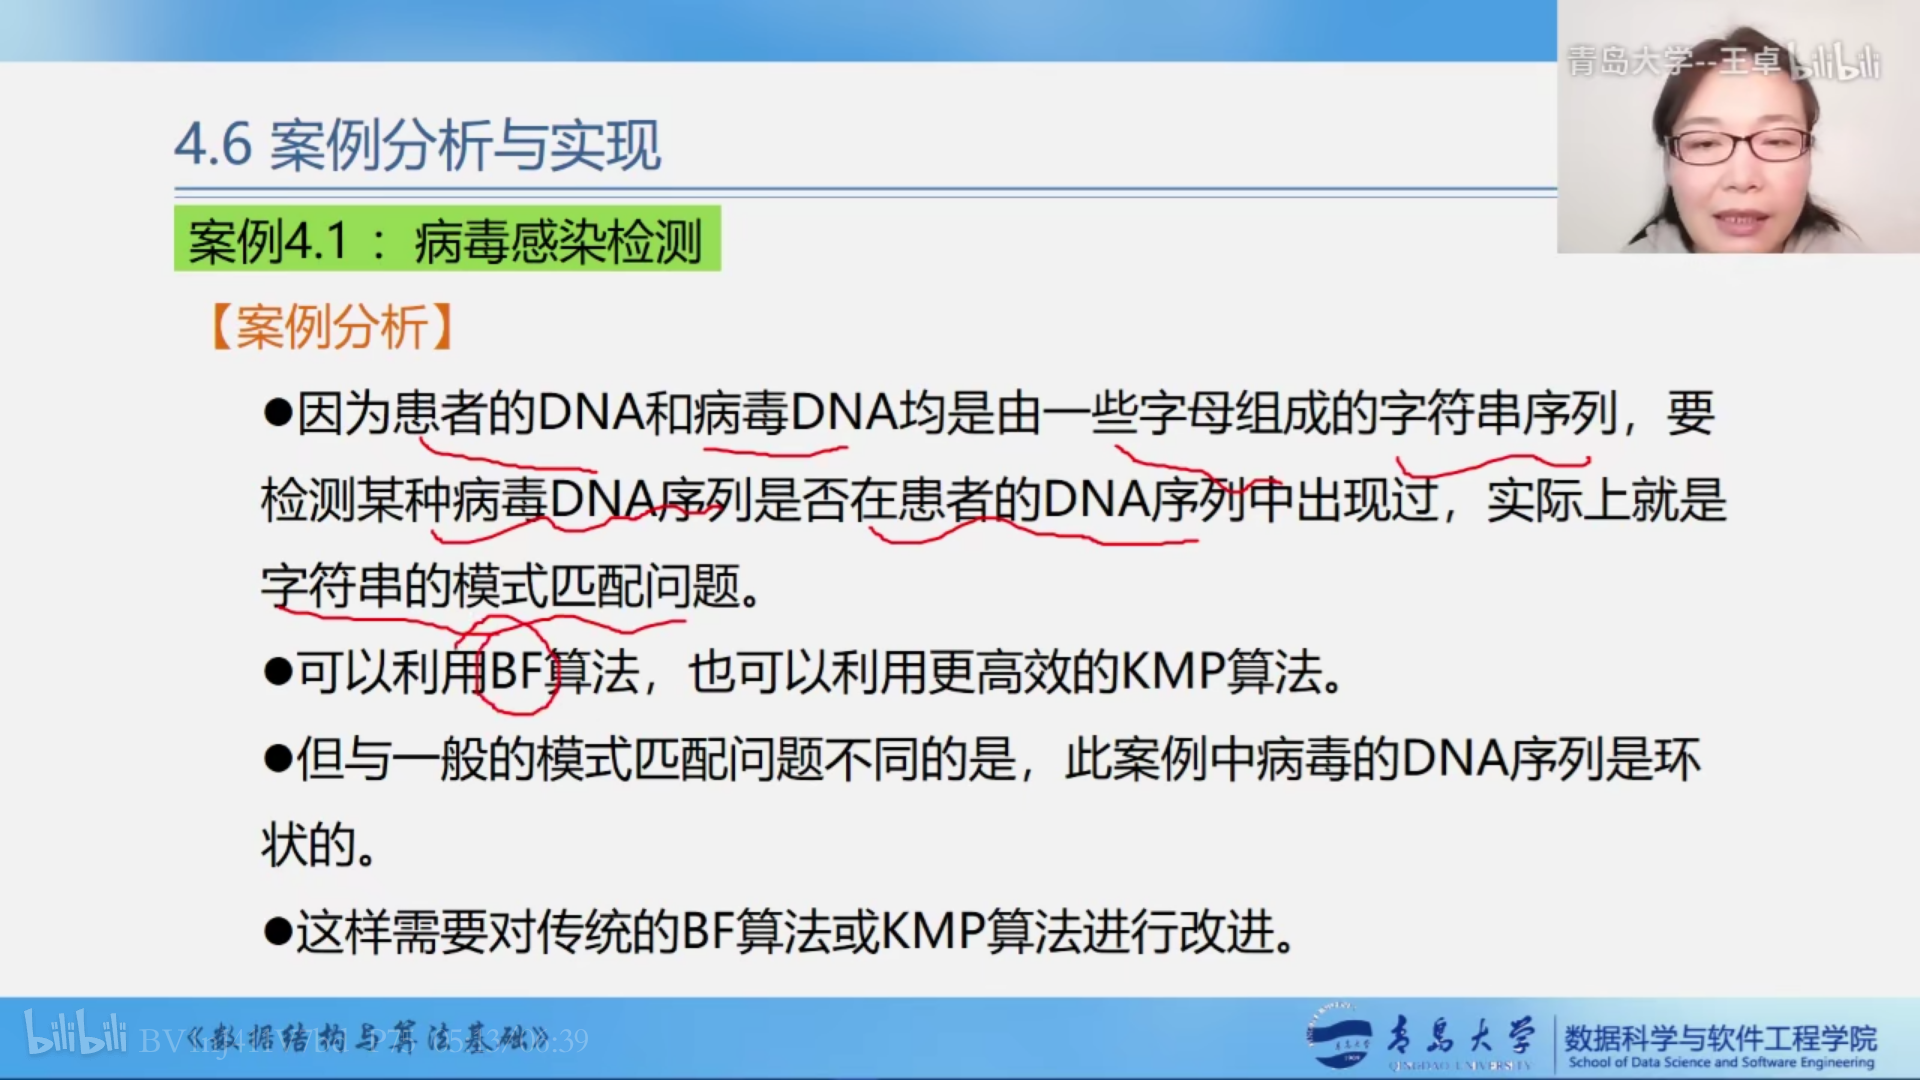 青岛大学--王卓 bilibili
4.6 案例分析与实现
案例4.1：病毒感染检测
【案例分析】
●因为患者的DNA和病毒DNA均是由一些字母组成的字符串序列，要
检测某种病毒DNA序列是否在患者的DNA序列中出现过，实际上就是
字符串的模式匹配问题。
●可以利用BF算法，也可以利用更高效的KMP算法。
●但与一般的模式匹配问题不同的是，此案例中病毒的DNA序列是环
状的。
●这样需要对传统的BF算法或KMP算法进行改进。
bilibili
《数据结构与算法基础》
青岛大学
QINGDAO UNIVERSITY
数据科学与软件工程学院
School of Data Science and Software Engineering